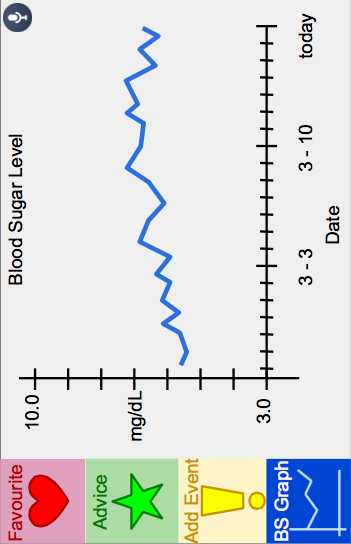 Blood Sugar Level
10.0
mg/dL
3.0
3 - 3
3 - 10
today
Date
Favourite
Advice
Add Event
BS Graph